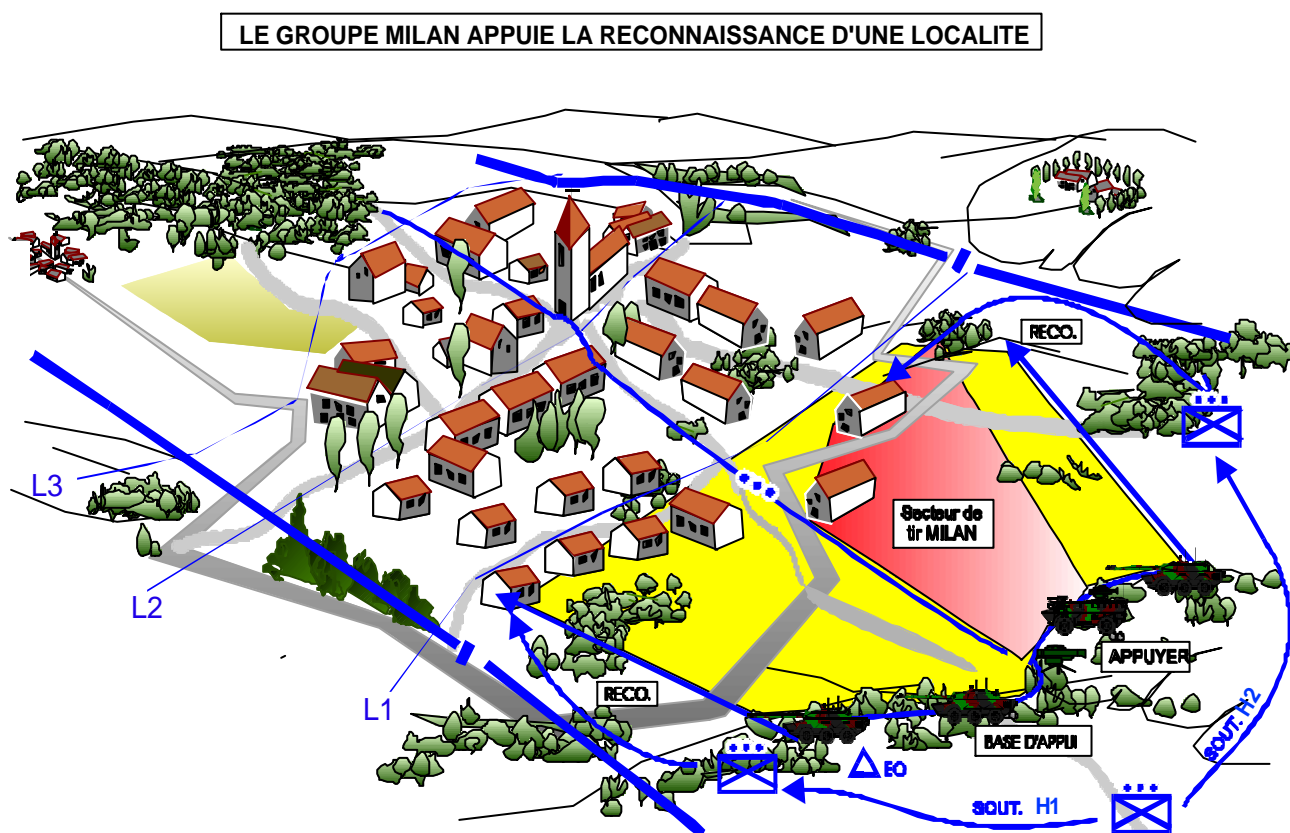 LE GROUPE MILAN APPUIE LA RECONNAISSANCE D'UNE LOCALITE
RECO.
L3
Secteur de
tir MILAN
L2
APPUYER
RECO.
L1
BASE D'APPUI
EO
SOUT. H2
SOUT. H1